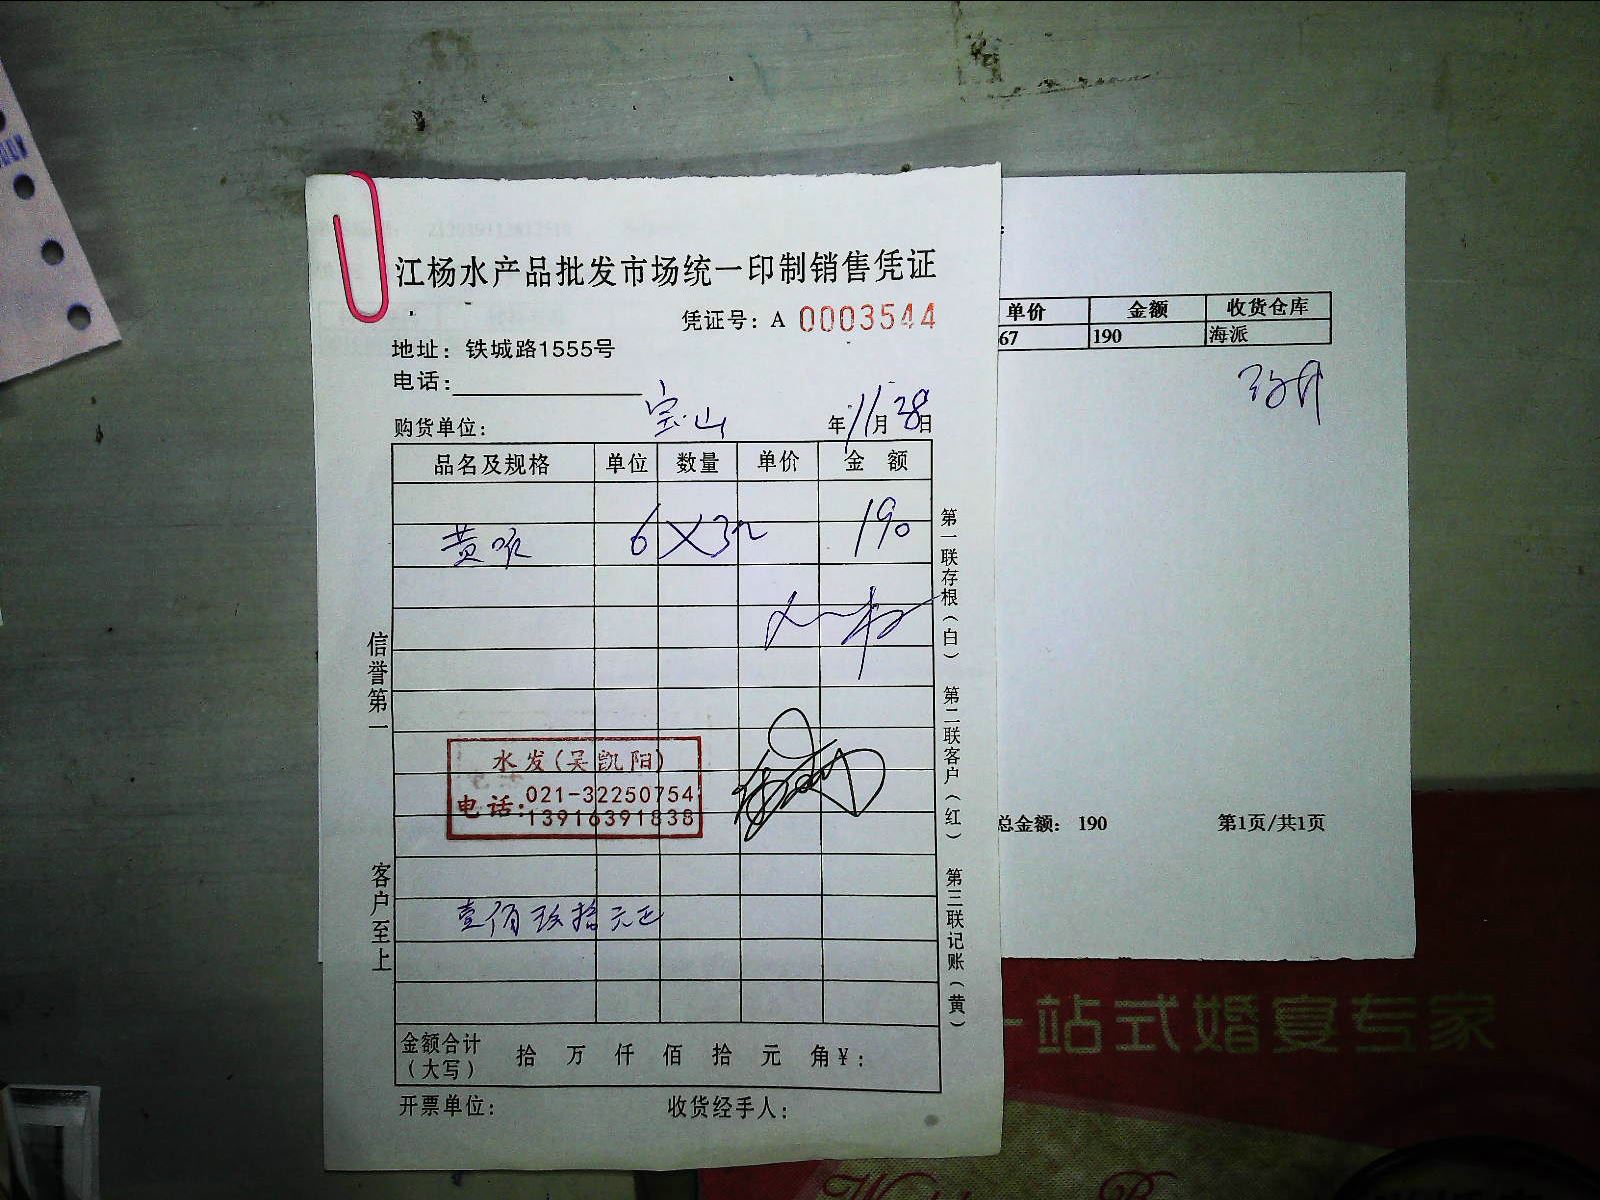 江杨水产品批发市场统一印制销售凭证
凭证号：A 0003544
地址：铁城路1555号
电话：
购货单位： 宝山 年 11月 28日
品名及规格 单位 数量 单价 金 额
6 X 32 190
水发(吴凯阳)
电话：021-32250754
13916391838
壹佰玖拾元正
金额合计（大写） 拾 万 仟 佰 拾 元 角 ¥：
开票单位： 收货经手人：
信誉第一
客户至上
第一联存根（白）
第二联客户（红）
第三联记账（黄）
单价 金额 收货仓库
67 190 海派
总金额： 190 第1页/共1页
一站式婚宴专家